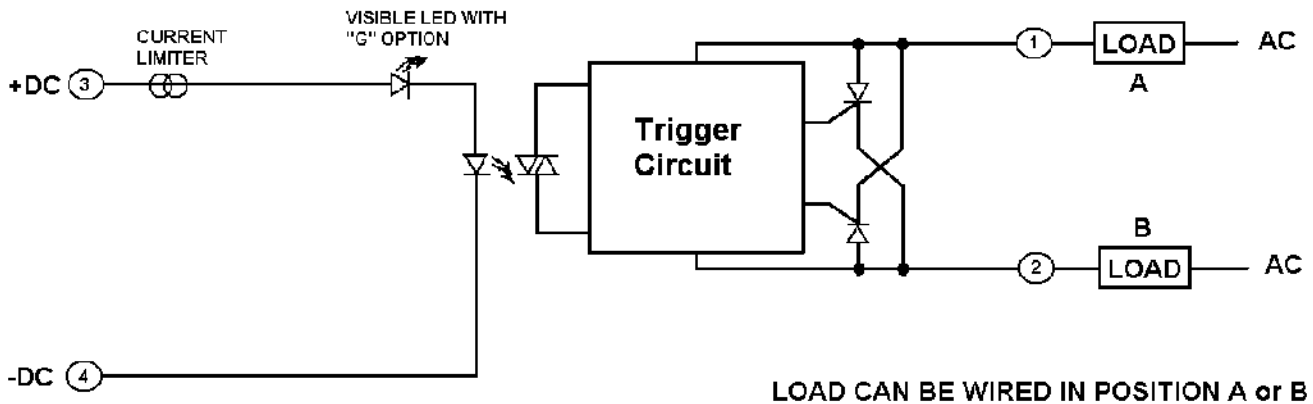 VISIBLE LED WITH
"G" OPTION
CURRENT
LIMITER
+DC 3
Trigger
Circuit
1 LOAD AC
A
B
2 LOAD AC
-DC 4
LOAD CAN BE WIRED IN POSITION A or B